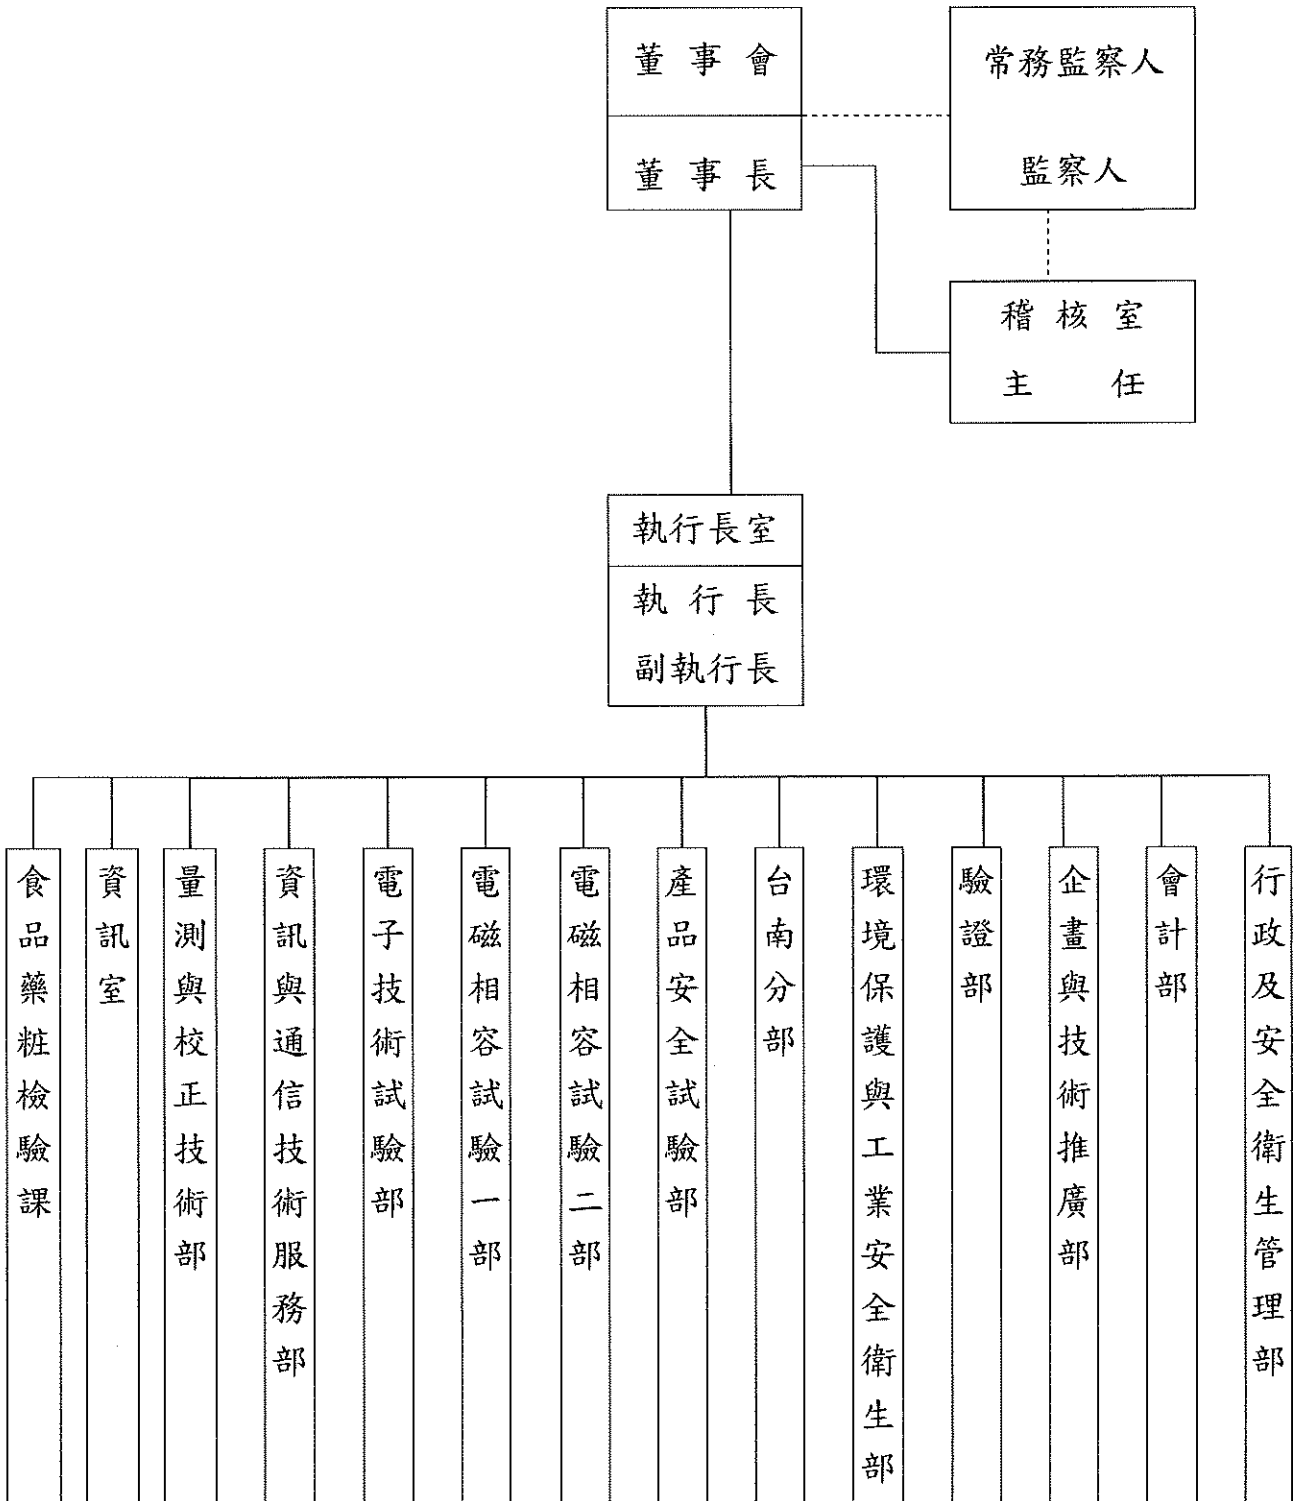 董事會
常務監察人
董事長
監察人
稽核室
主任
執行長室
執行長
副執行長
食品藥粧檢驗課
資訊室
量測與校正技術部
資訊與通信技術服務部
電子技術試驗部
電磁相容試驗一部
電磁相容試驗二部
產品安全試驗部
台南分部
環境保護與工業安全衛生部
驗證部
企畫與技術推廣部
會計部
行政及安全衛生管理部